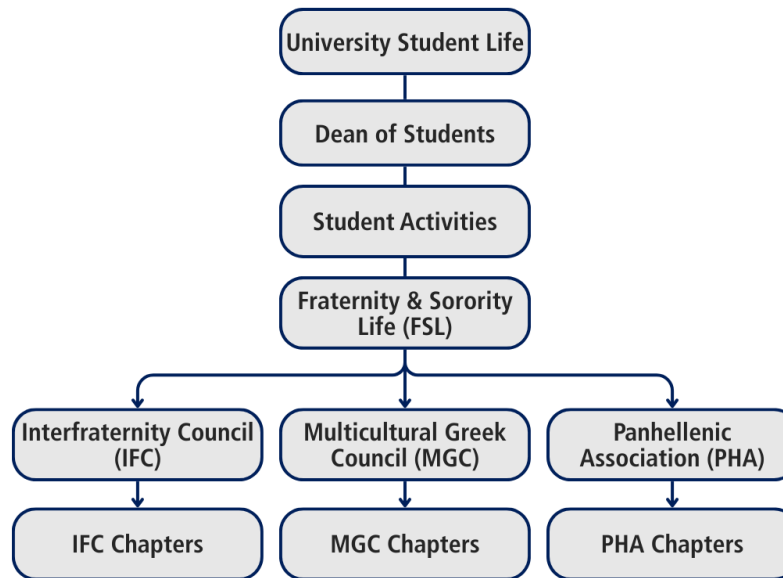 University Student Life
Dean of Students
Student Activities
Fraternity & Sorority
Life (FSL)
Interfraternity Council
(IFC)
Multicultural Greek
Council (MGC)
Panhellenic
Association (PHA)
IFC Chapters
MGC Chapters
PHA Chapters